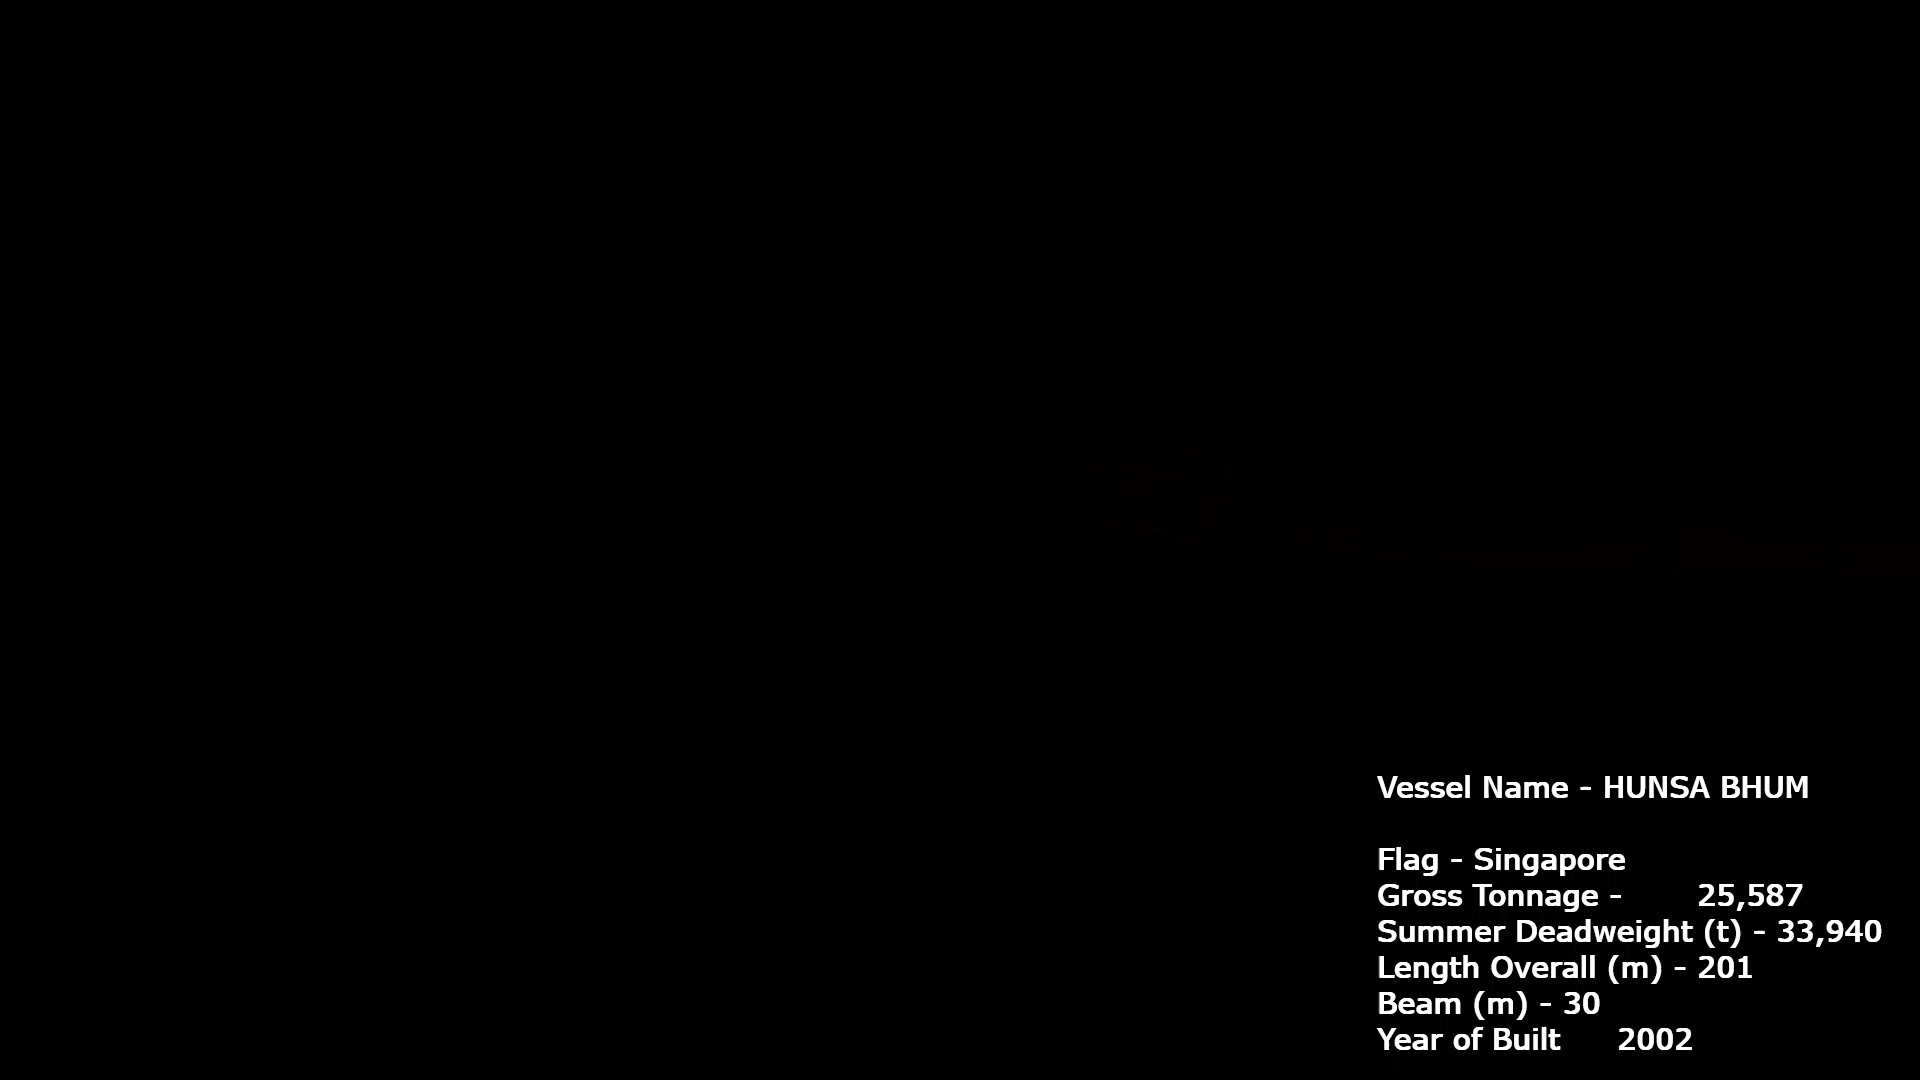 Vessel Name - HUNSA BHUM
Flag - Singapore
Gross Tonnage - 25,587
Summer Deadweight (t) - 33,940
Length Overall (m) - 201
Beam (m) - 30
Year of Built 2002